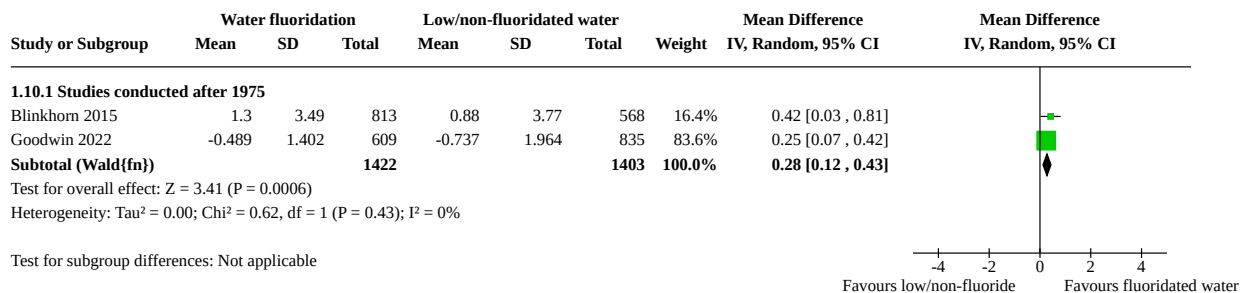 Water fluoridation Low/non-fluoridated water Mean Difference Mean Difference
Study or Subgroup Mean SD Total Mean SD Total Weight IV, Random, 95% CI IV, Random, 95% CI
1.10.1 Studies conducted after 1975
Blinkhorn 2015 1.3 3.49 813 0.88 3.77 568 16.4% 0.42 [0.03 , 0.81]
Goodwin 2022 -0.489 1.402 609 -0.737 1.964 835 83.6% 0.25 [0.07 , 0.42]
Subtotal (Wald{fn}) 1422 1403 100.0% 0.28 [0.12 , 0.43]
Test for overall effect: Z = 3.41 (P = 0.0006)
Heterogeneity: Tau² = 0.00; Chi² = 0.62, df = 1 (P = 0.43); I² = 0%
Test for subgroup differences: Not applicable
-4 -2 0 2 4
Favours low/non-fluoride Favours fluoridated water